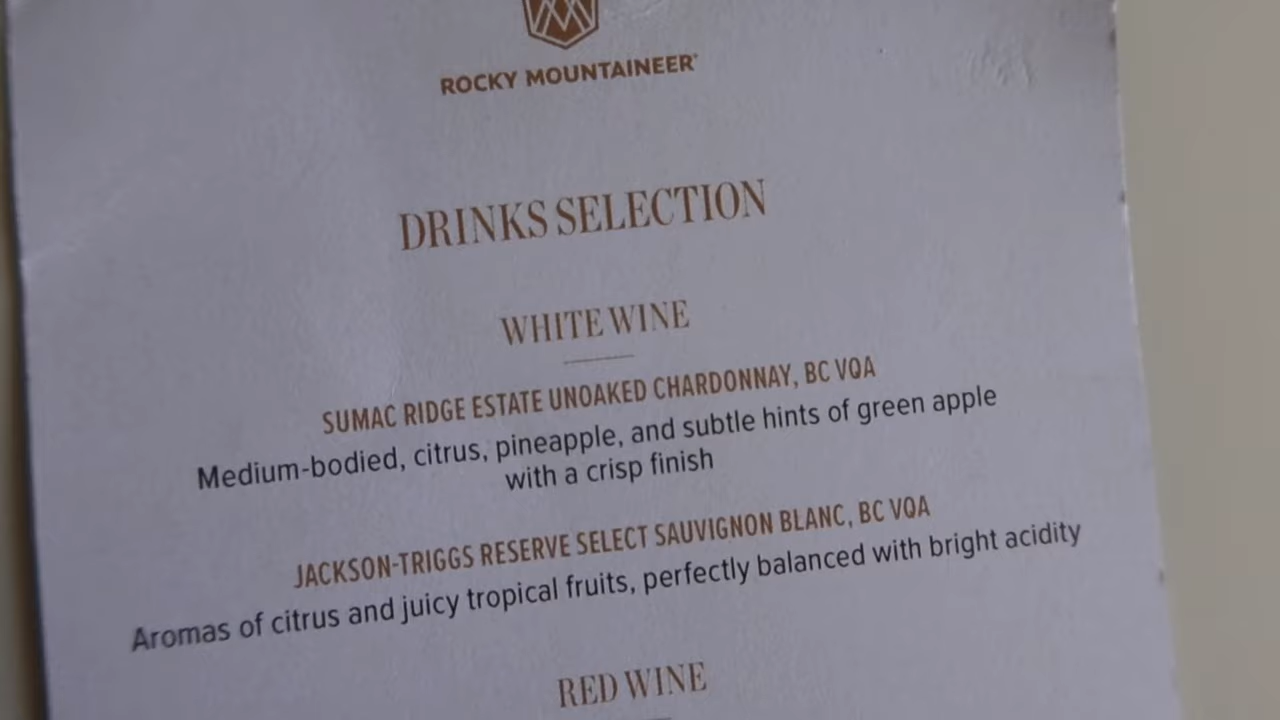 ROCKY MOUNTAINEER®
DRINKS SELECTION
WHITE WINE
SUMAC RIDGE ESTATE UNOAKED CHARDONNAY, BC VQA
Medium-bodied, citrus, pineapple, and subtle hints of green apple
with a crisp finish
JACKSON-TRIGGS RESERVE SELECT SAUVIGNON BLANC, BC VQA
Aromas of citrus and juicy tropical fruits, perfectly balanced with bright acidity
RED WINE